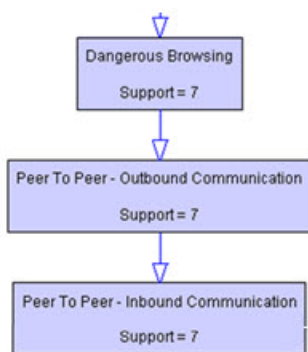 Dangerous Browsing
Support = 7
Peer To Peer - Outbound Communication
Support = 7
Peer To Peer - Inbound Communication
Support = 7